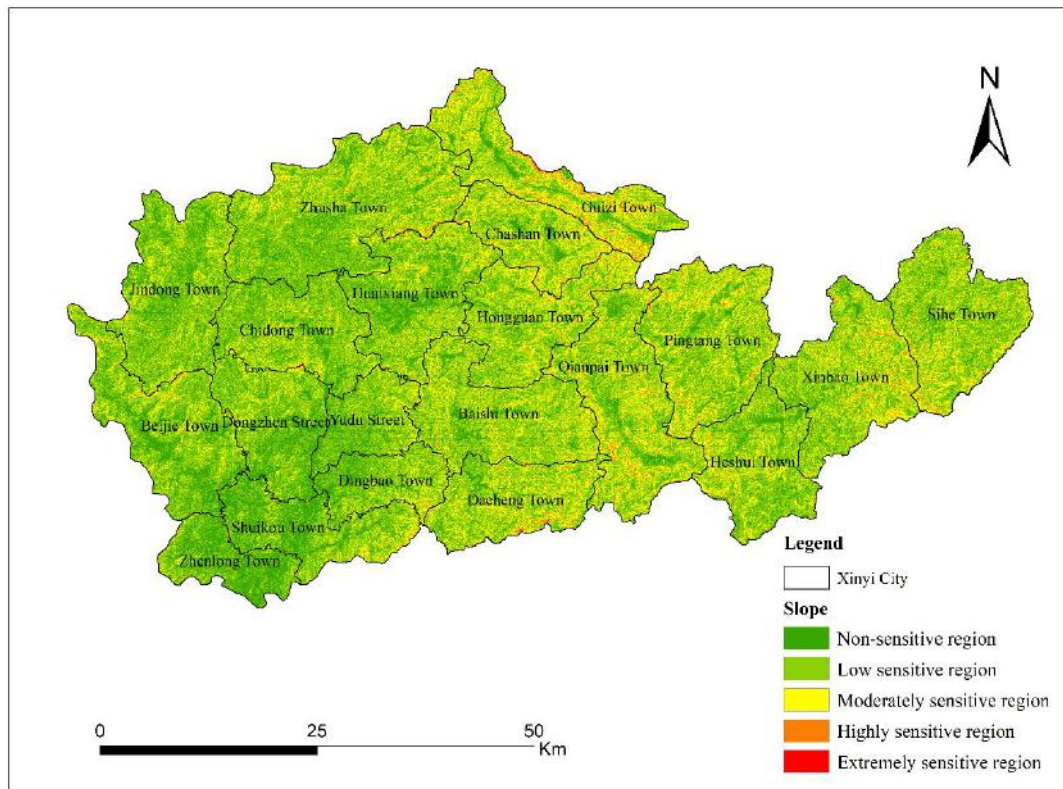 N
Zhusha Town
Guizi Town
Chashan Town
Jindong Town
Huaixiang Town
Hongguan Town
Sihe Town
Chidong Town
Pingtang Town
Qianpai Town
Xinbao Town
Beijie Town
Dongzhen Street
Yudu Street
Baishi Town
Heshui Town
Dingbao Town
Dacheng Town
Shuikou Town
Zhenlong Town
Legend
Xinyi City
Slope
Non-sensitive region
Low sensitive region
Moderately sensitive region
Highly sensitive region
Extremely sensitive region
0
25
50
Km